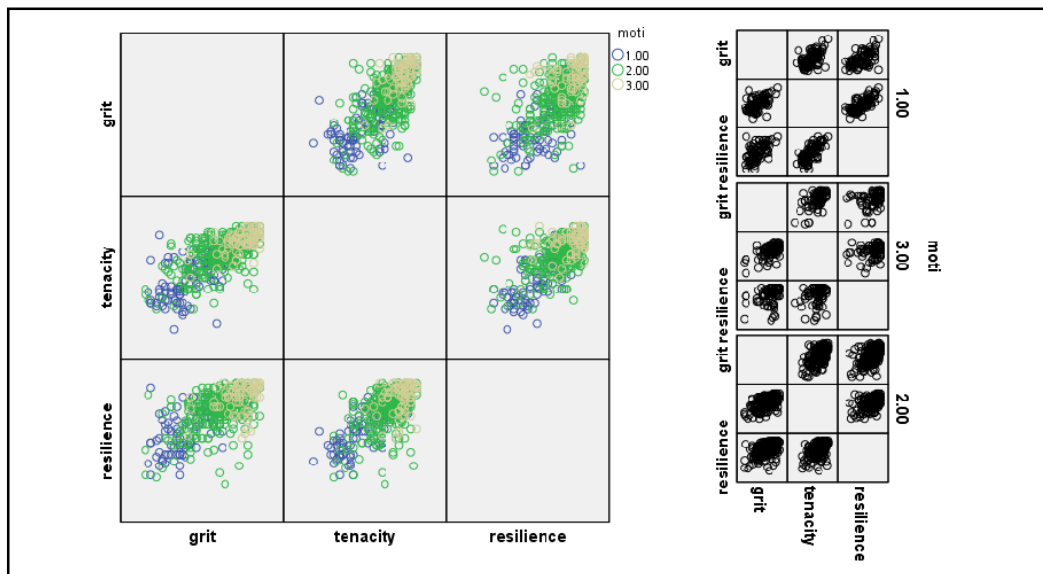 moti
1.00
2.00
3.00
grit
tenacity
resilience
grit
tenacity
resilience
grit
resilience
grit
resilience
grit
resilience
1.00
3.00
2.00
moti
grit
tenacity
resilience